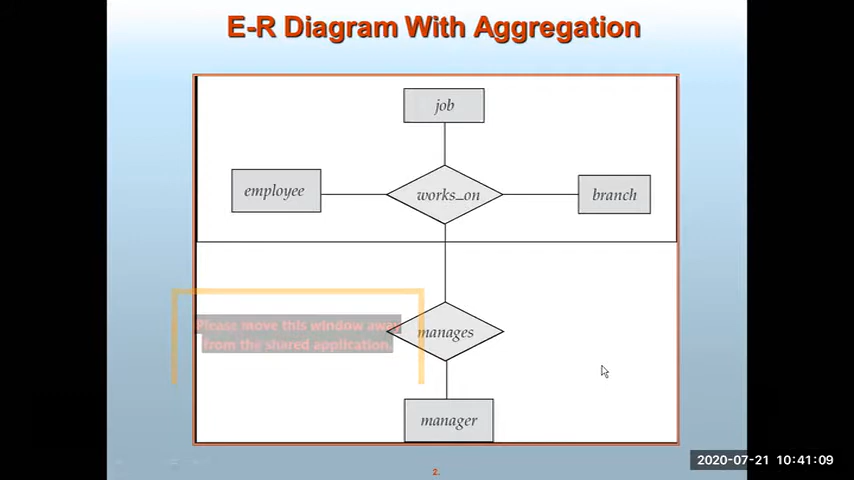 E-R Diagram With Aggregation
job
employee
works_on
branch
Please move this window away
from the shared application.
manages
manager
2.
2020-07-21 10:41:09